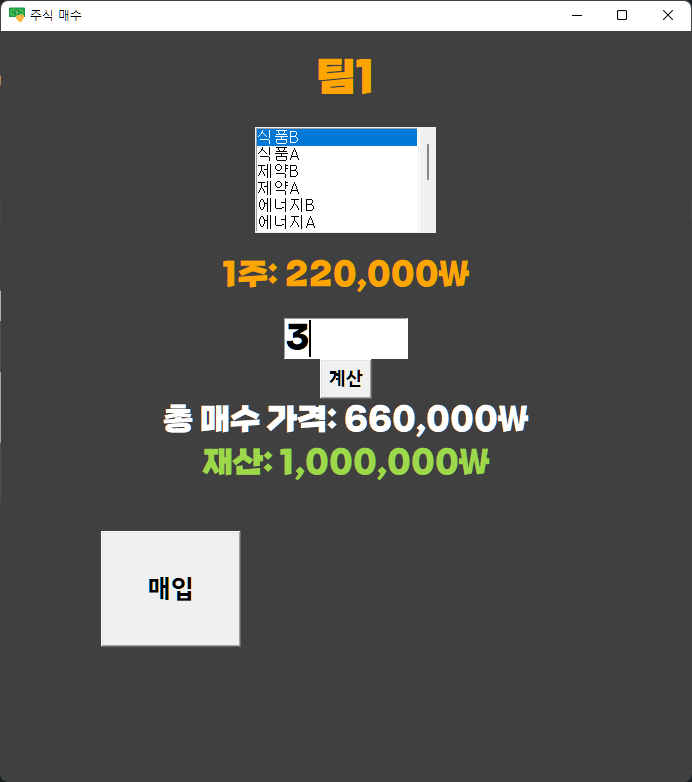 주식 매수
팀1
식품B
식품A
제약B
제약A
에너지B
에너지A
1주: 220,000₩
3
계산
총 매수 가격: 660,000₩
재산: 1,000,000₩
매입